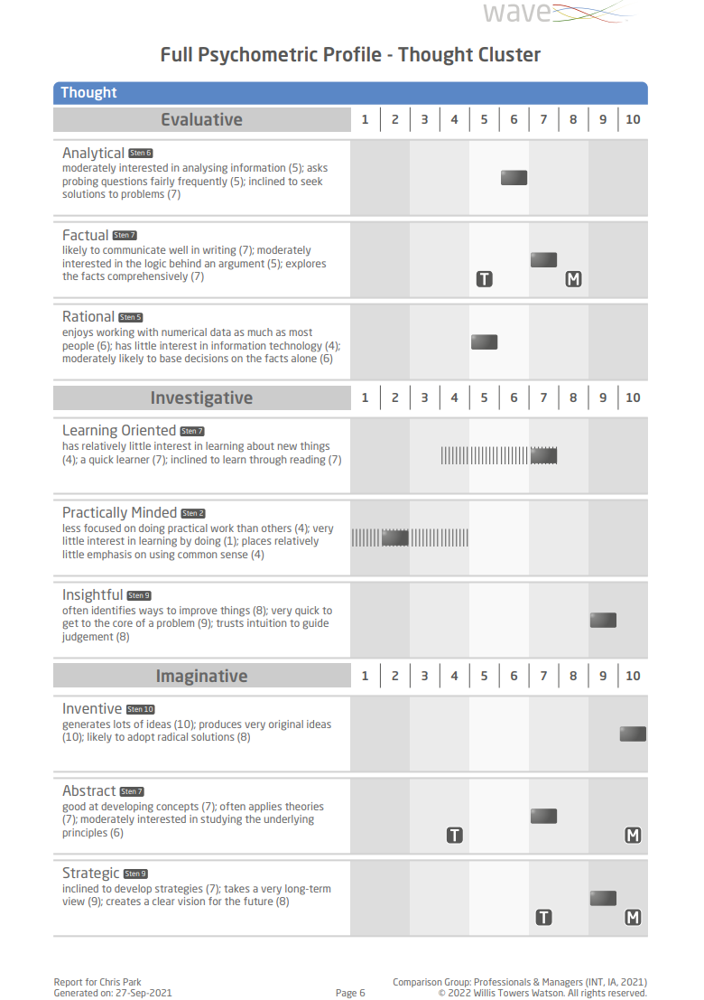 wave
Full Psychometric Profile - Thought Cluster
Thought
Evaluative 1 2 3 4 5 6 7 8 9 10
Analytical Sten 6
moderately interested in analysing information (5); asks
probing questions fairly frequently (5); inclined to seek
solutions to problems (7)
Factual Sten 7
likely to communicate well in writing (7); moderately
interested in the logic behind an argument (5); explores
the facts comprehensively (7)
T M
Rational Sten 5
enjoys working with numerical data as much as most
people (6); has little interest in information technology (4);
moderately likely to base decisions on the facts alone (6)
Investigative 1 2 3 4 5 6 7 8 9 10
Learning Oriented Sten 7
has relatively little interest in learning about new things
(4); a quick learner (7); inclined to learn through reading (7)
Practically Minded Sten 2
less focused on doing practical work than others (4); very
little interest in learning by doing (1); places relatively
little emphasis on using common sense (4)
Insightful Sten 9
often identifies ways to improve things (8); very quick to
get to the core of a problem (9); trusts intuition to guide
judgement (8)
Imaginative 1 2 3 4 5 6 7 8 9 10
Inventive Sten 10
generates lots of ideas (10); produces very original ideas
(10); likely to adopt radical solutions (8)
Abstract Sten 7
good at developing concepts (7); often applies theories
(7); moderately interested in studying the underlying
principles (6)
T M
Strategic Sten 9
inclined to develop strategies (7); takes a very long-term
view (9); creates a clear vision for the future (8)
T M
Report for Chris Park
Generated on: 27-Sep-2021
Page 6
Comparison Group: Professionals & Managers (INT, IA, 2021)
© 2022 Willis Towers Watson. All rights reserved.